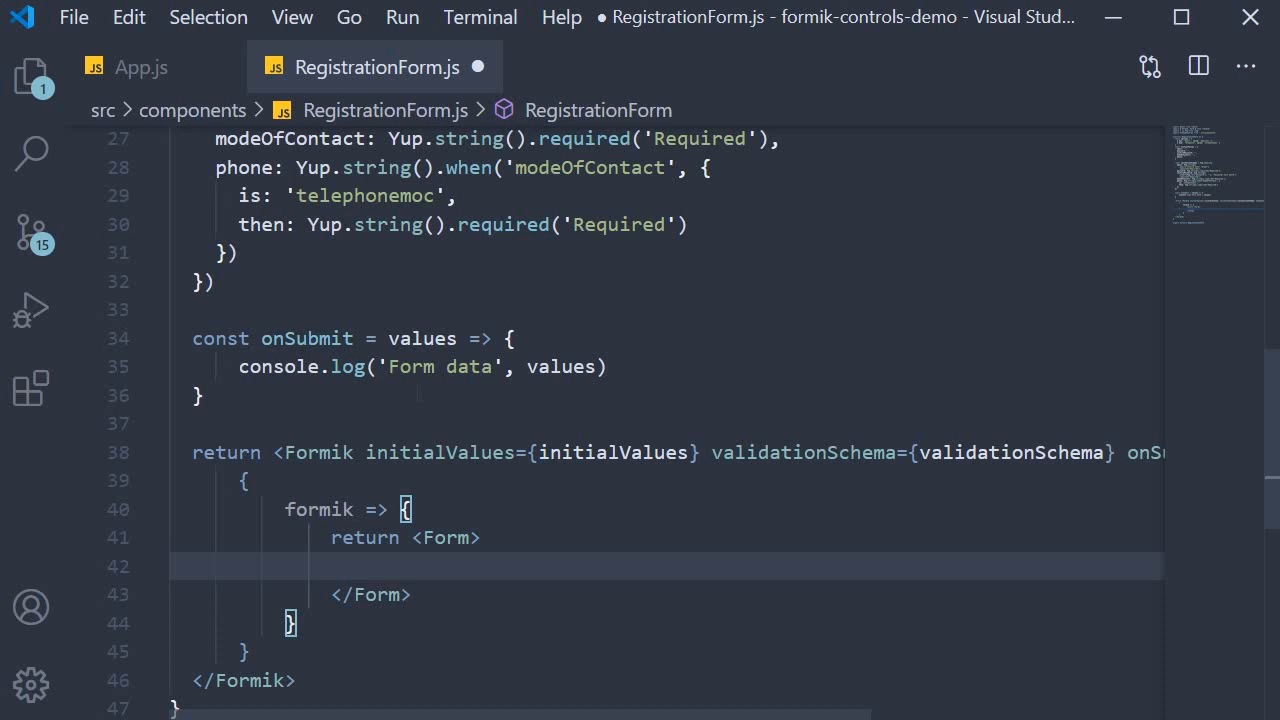 File Edit Selection View Go Run Terminal Help ● RegistrationForm.js - formik-controls-demo - Visual Stud...
JS App.js JS RegistrationForm.js ●
src > components > JS RegistrationForm.js > RegistrationForm
1
15
27 modeOfContact: Yup.string().required('Required'),
28 phone: Yup.string().when('modeOfContact', {
29 is: 'telephonemoc',
30 then: Yup.string().required('Required')
31 })
32 })
33
34 const onSubmit = values => {
35 console.log('Form data', values)
36 }
37
38 return <Formik initialValues={initialValues} validationSchema={validationSchema} onSu
39 {
40 formik => {
41 return <Form>
42
43 </Form>
44 }
45 }
46 </Formik>
47 }